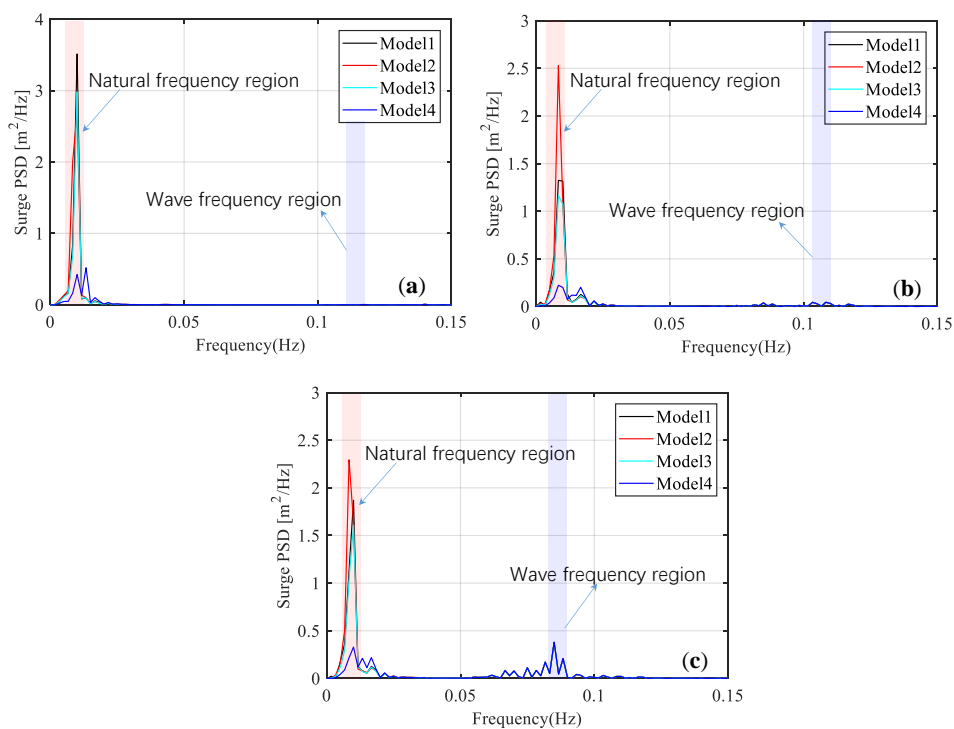 4
3
2
1
0
Surge PSD [m²/Hz]
Model1
Model2
Model3
Model4
Natural frequency region
Wave frequency region
(a)
0
0.05
0.1
0.15
Frequency(Hz)
3
2.5
2
1.5
1
0.5
0
Surge PSD [m²/Hz]
Model1
Model2
Model3
Model4
Natural frequency region
Wave frequency region
(b)
0
0.05
0.1
0.15
Frequency(Hz)
3
2.5
2
1.5
1
0.5
0
Surge PSD [m²/Hz]
Model1
Model2
Model3
Model4
Natural frequency region
Wave frequency region
(c)
0
0.05
0.1
0.15
Frequency(Hz)